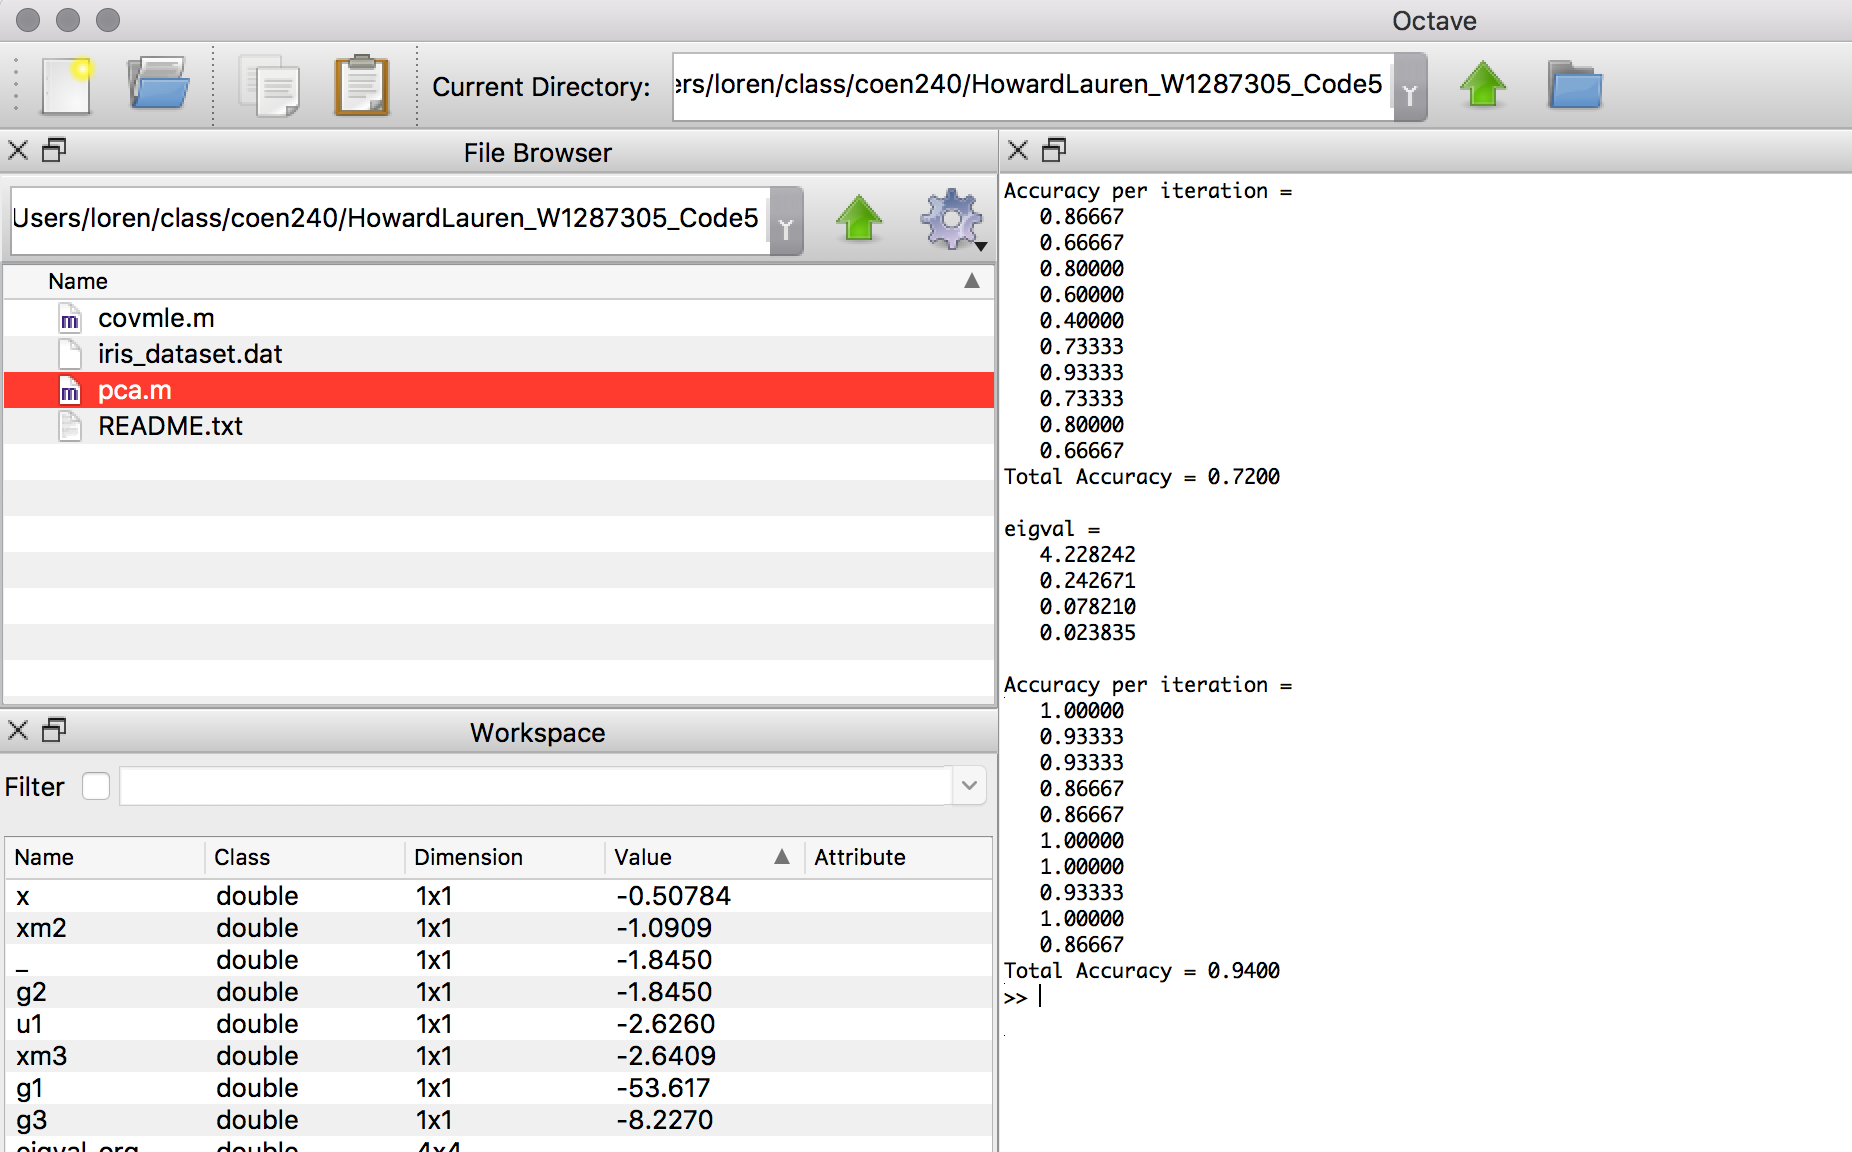 Octave
Current Directory:
ers/loren/class/coen240/HowardLauren_W1287305_Code5
File Browser
Users/loren/class/coen240/HowardLauren_W1287305_Code5
Name
covmle.m
iris_dataset.dat
pca.m
README.txt
Workspace
Filter
Name Class Dimension Value Attribute
x double 1x1 -0.50784
xm2 double 1x1 -1.0909
_ double 1x1 -1.8450
g2 double 1x1 -1.8450
u1 double 1x1 -2.6260
xm3 double 1x1 -2.6409
g1 double 1x1 -53.617
g3 double 1x1 -8.2270
eigval_org double 4x4
Accuracy per iteration =
0.86667
0.66667
0.80000
0.60000
0.40000
0.73333
0.93333
0.73333
0.80000
0.66667
Total Accuracy = 0.7200
eigval =
4.228242
0.242671
0.078210
0.023835
Accuracy per iteration =
1.00000
0.93333
0.93333
0.86667
0.86667
1.00000
1.00000
0.93333
1.00000
0.86667
Total Accuracy = 0.9400
>>